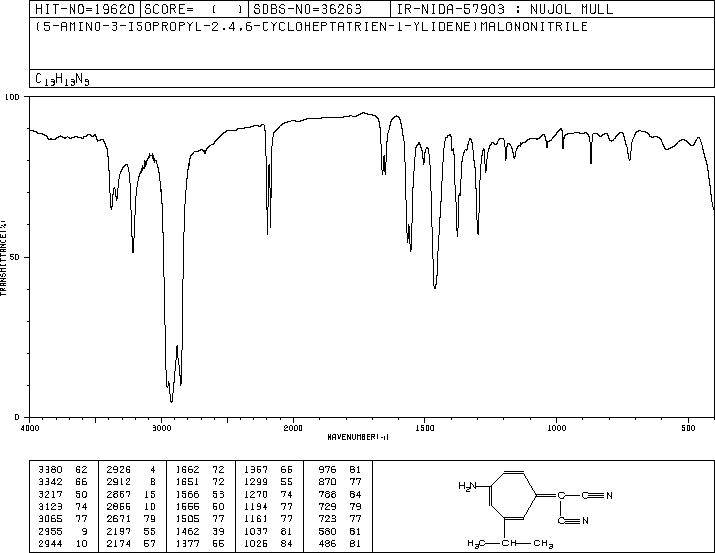 HIT-NO=19620 SCORE= ( ) SDBS-NO=36263 IR-NIDA-57903 : NUJOL MULL
(5-AMINO-3-ISOPROPYL-2,4,6-CYCLOHEPTATRIEN-1-YLIDENE)MALONONITRILE
C13H13N3
100
50
0
TRANSMITTANCE(%)
4000 3000 2000 1500 1000 500
WAVENUMBER(-1)
3380 62 2926 4 1662 72 1367 66 976 81
3342 66 2912 8 1651 72 1299 55 870 77
3217 50 2867 15 1566 53 1270 74 788 84
3123 74 2855 10 1555 50 1194 77 729 79
3065 77 2671 79 1505 77 1161 77 723 77
2955 9 2197 55 1462 39 1037 81 580 81
2944 10 2174 57 1377 55 1026 84 486 81
H2N
C C N
C N
H3C CH CH3